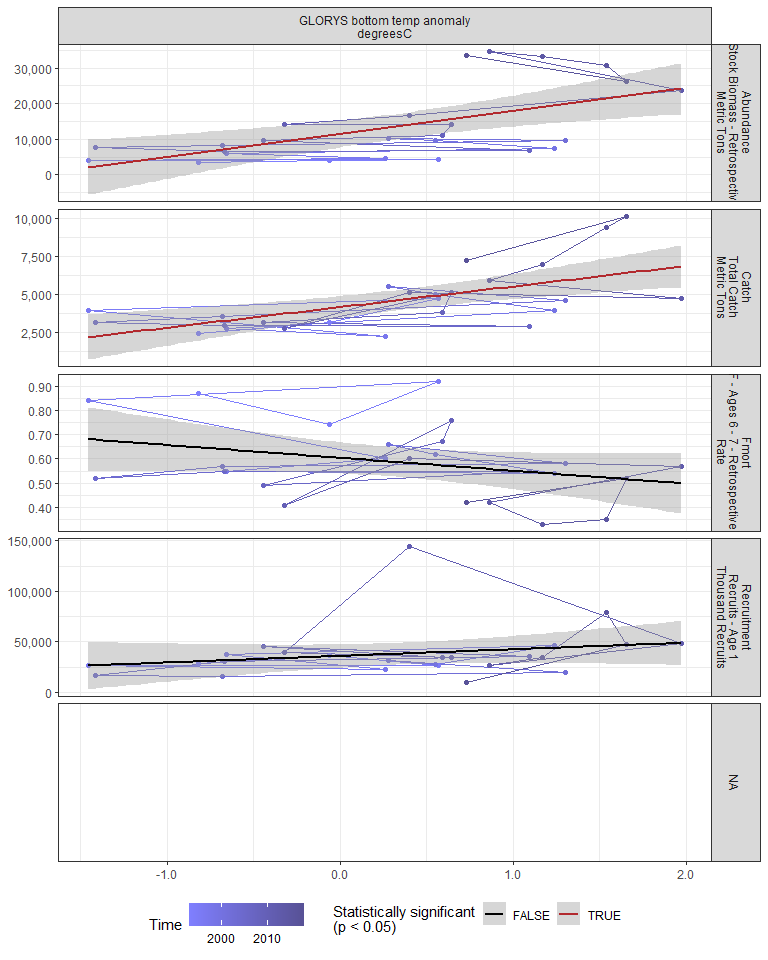 GLORYS bottom temp anomaly
degreesC
30,000
20,000
10,000
0
Abundance
Stock Biomass - Retrospectiv
Metric Tons
10,000
7,500
5,000
2,500
Catch
Total Catch
Metric Tons
0.90
0.80
0.70
0.60
0.50
0.40
Fmort
F - Ages 6 - 7 - Retrospective
Rate
150,000
100,000
50,000
0
Recruitment
Recruits - Age 1
Thousand Recruits
NA
-1.0
0.0
1.0
2.0
Time
2000
2010
Statistically significant
(p < 0.05)
FALSE
TRUE